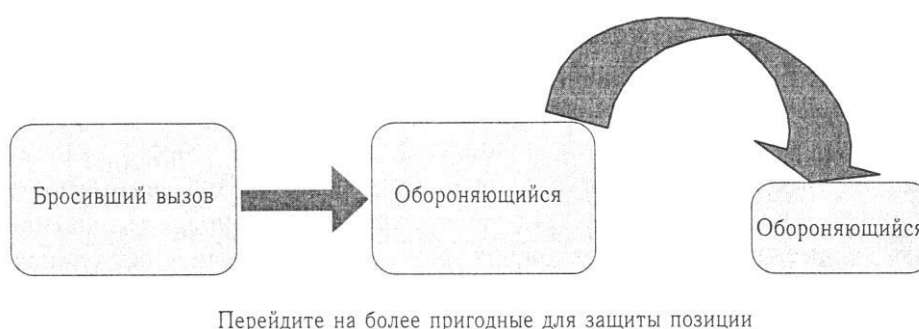 Бросивший вызов
Обороняющийся
Обороняющийся
Перейдите на более пригодные для защиты позиции